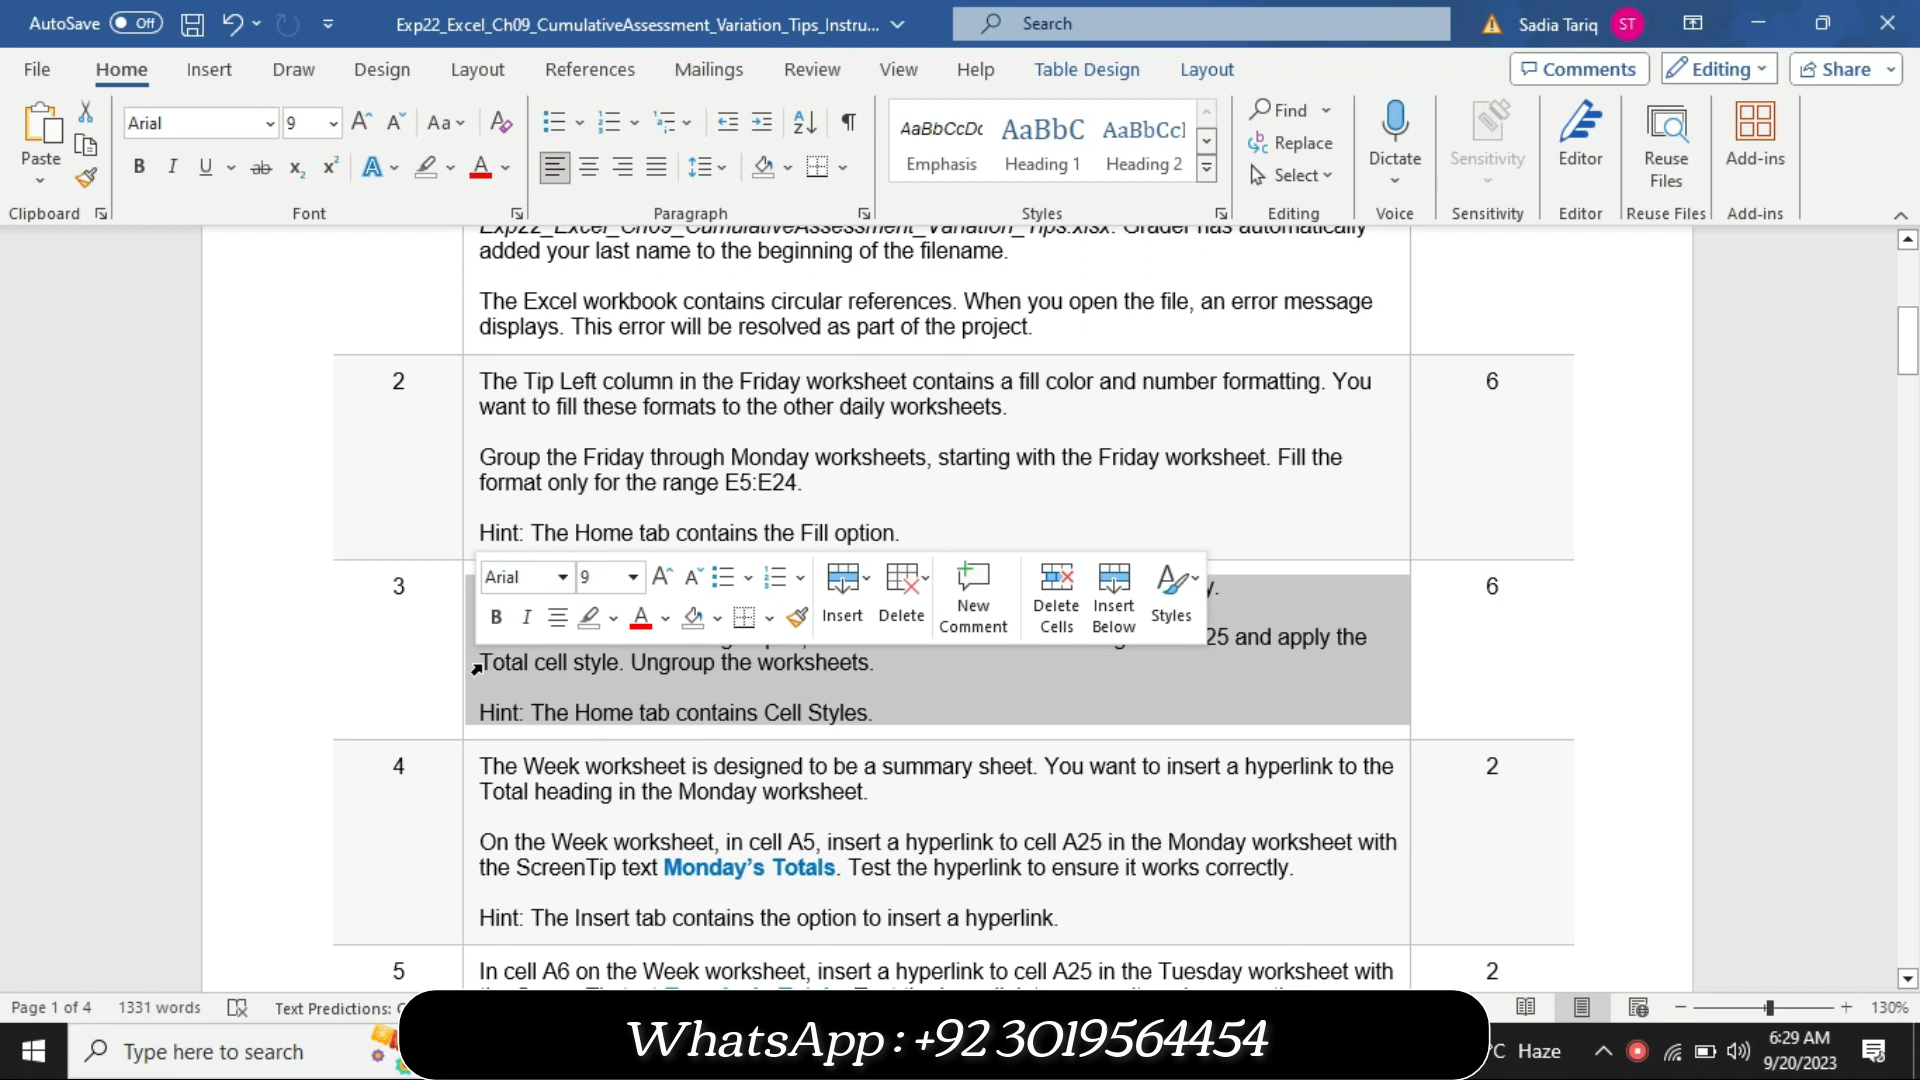 AutoSave Off
Exp22_Excel_Ch09_CumulativeAssessment_Variation_Tips_Instru...
Search
Sadia Tariq ST
File Home Insert Draw Design Layout References Mailings Review View Help Table Design Layout
Comments Editing Share
Paste
Arial 9
Aa
AaBbCcDc AaBbC AaBbCcl
Emphasis Heading 1 Heading 2
Find
Replace
Select
Dictate
Sensitivity
Editor
Reuse Files
Add-ins
Clipboard Font Paragraph Styles Editing Voice Sensitivity Editor Reuse Files Add-ins
Exp22_Excel_Ch09_CumulativeAssessment_Variation_Tips.xlsx. Grader has automatically
added your last name to the beginning of the filename.
The Excel workbook contains circular references. When you open the file, an error message
displays. This error will be resolved as part of the project.
2 The Tip Left column in the Friday worksheet contains a fill color and number formatting. You 6
want to fill these formats to the other daily worksheets.
Group the Friday through Monday worksheets, starting with the Friday worksheet. Fill the
format only for the range E5:E24.
Hint: The Home tab contains the Fill option.
Arial 9
B I
Insert
Delete
New Comment
Delete Cells
Insert Below
Styles
3 y. 6
25 and apply the
Total cell style. Ungroup the worksheets.
Hint: The Home tab contains Cell Styles.
4 The Week worksheet is designed to be a summary sheet. You want to insert a hyperlink to the 2
Total heading in the Monday worksheet.
On the Week worksheet, in cell A5, insert a hyperlink to cell A25 in the Monday worksheet with
the ScreenTip text Monday's Totals. Test the hyperlink to ensure it works correctly.
Hint: The Insert tab contains the option to insert a hyperlink.
5 In cell A6 on the Week worksheet, insert a hyperlink to cell A25 in the Tuesday worksheet with 2
Page 1 of 4 1331 words Text Predictions:
130%
WhatsApp : +92 3019564454
Type here to search
°C Haze
6:29 AM
9/20/2023